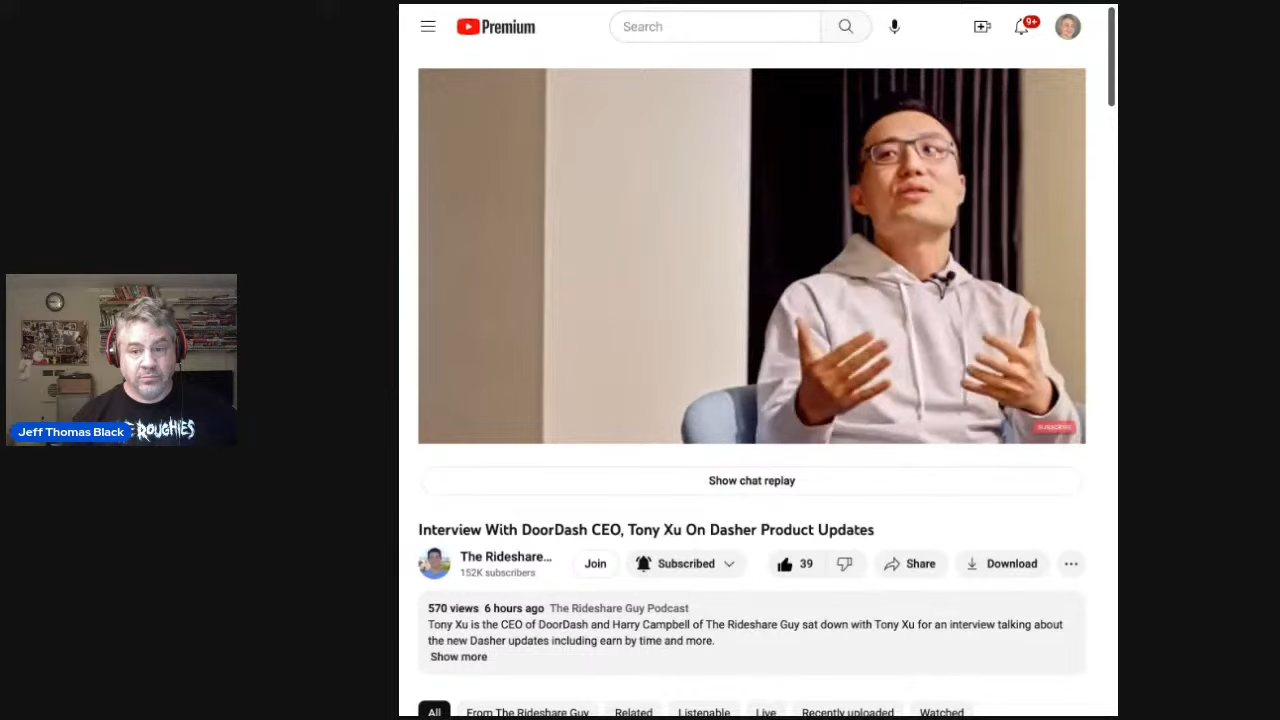 Premium
Search
9+
SUBSCRIBE
Jeff Thomas Black
ROUGHIES
Show chat replay
Interview With DoorDash CEO, Tony Xu On Dasher Product Updates
The Rideshare...
152K subscribers
Join
Subscribed
39
Share
Download
570 views 6 hours ago The Rideshare Guy Podcast
Tony Xu is the CEO of DoorDash and Harry Campbell of The Rideshare Guy sat down with Tony Xu for an interview talking about
the new Dasher updates including earn by time and more.
Show more
All
From The Rideshare Guy
Related
Listenable
Live
Recently uploaded
Watched